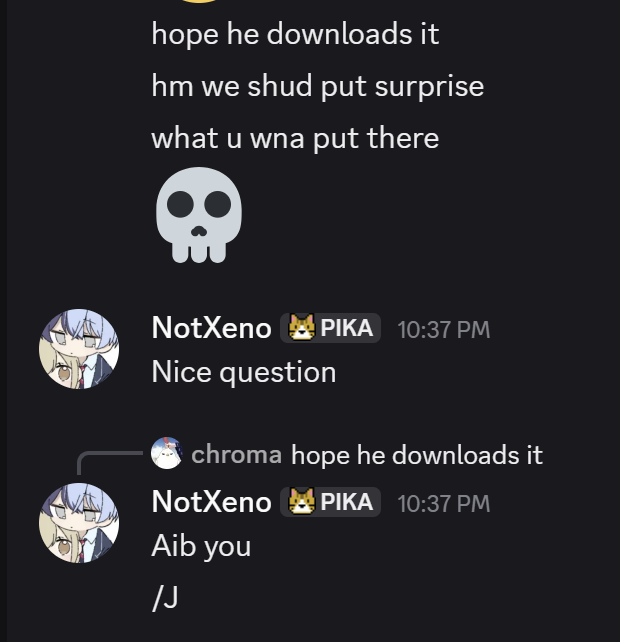 hope he downloads it
hm we shud put surprise
what u wna put there
NotXeno PIKA 10:37 PM
Nice question
chroma hope he downloads it
NotXeno PIKA 10:37 PM
Aib you
/J